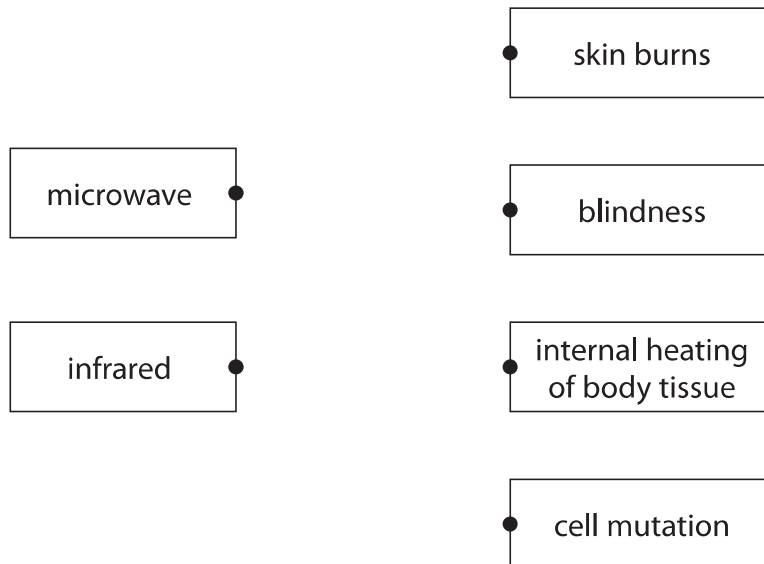 microwave
infrared
skin burns
blindness
internal heating
of body tissue
cell mutation